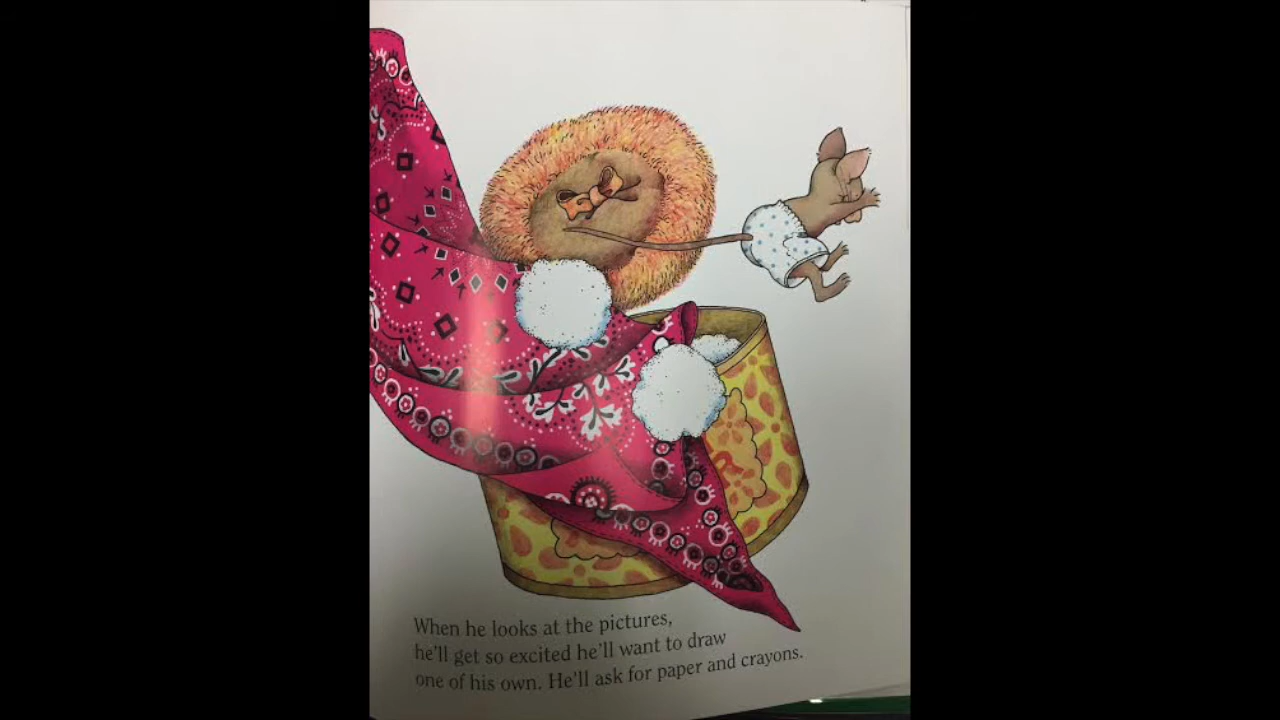 When he looks at the pictures,
he'll get so excited he'll want to draw
one of his own. He'll ask for paper and crayons.